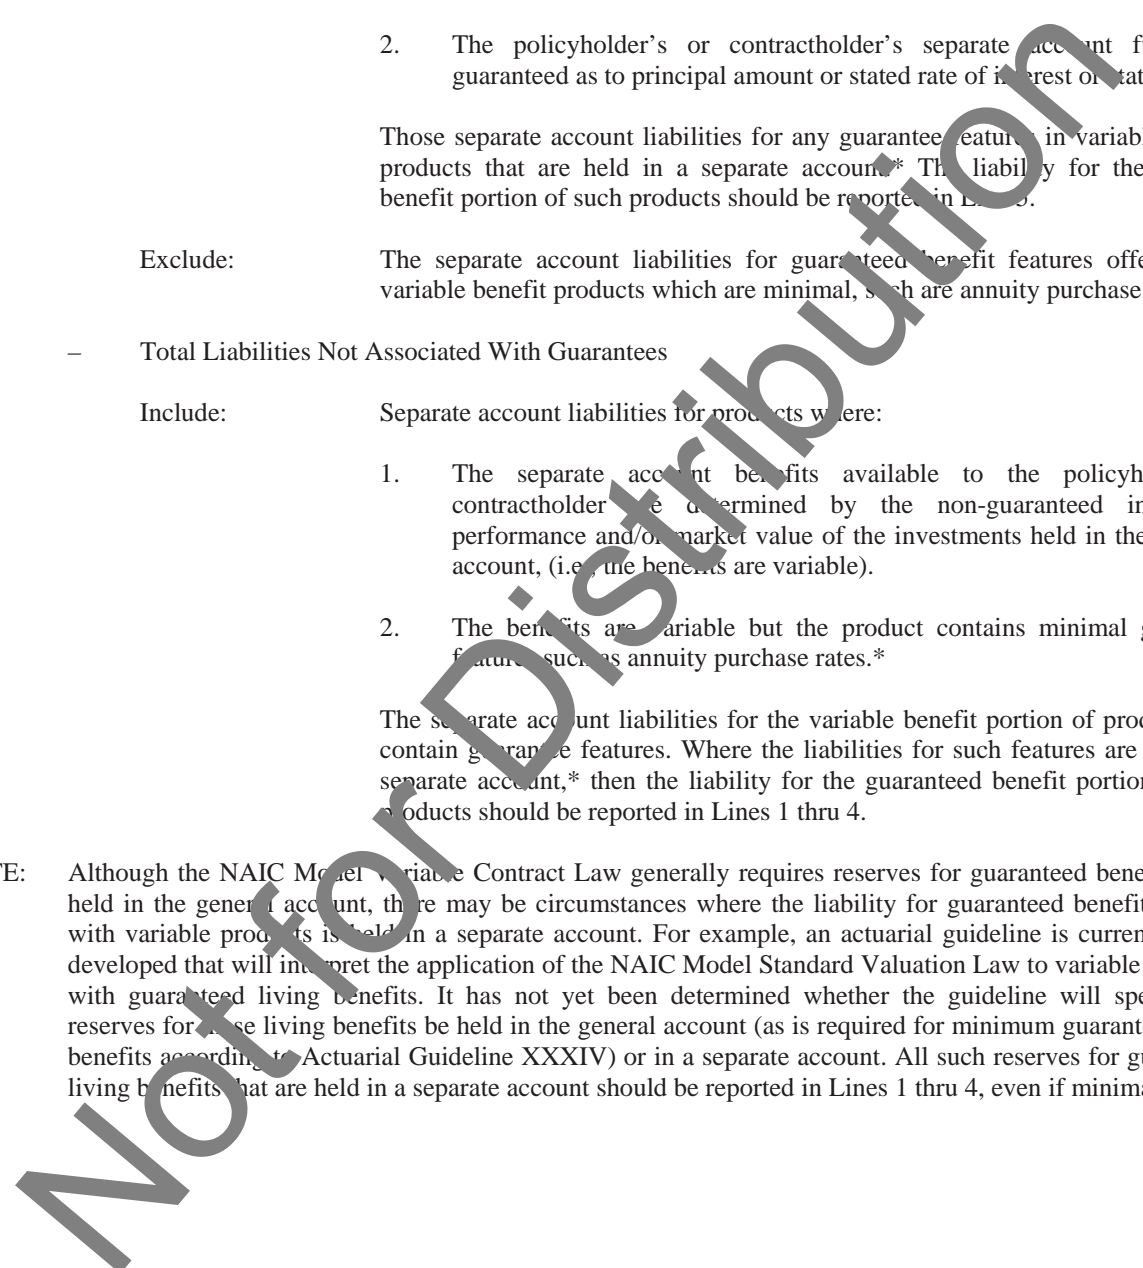 2. The policyholder’s or contractholder’s separate account
guaranteed as to principal amount or stated rate of interest or
Those separate account liabilities for any guarantee features in
products that are held in a separate account.* The liability for the
benefit portion of such products should be reported in
Exclude: The separate account liabilities for guaranteed benefit features
variable benefit products which are minimal, such are annuity purchase
– Total Liabilities Not Associated With Guarantees
Include: Separate account liabilities for products where:
1. The separate account benefits available to the
contractholder are determined by the non-guaranteed
performance and/or market value of the investments held in the
account, (i.e., the benefits are variable).
2. The benefits are variable but the product contains minimal
features such as annuity purchase rates.*
The separate account liabilities for the variable benefit portion of
contain guarantee features. Where the liabilities for such features are
separate account,* then the liability for the guaranteed benefit portion
products should be reported in Lines 1 thru 4.
Although the NAIC Model Variable Contract Law generally requires reserves for guaranteed
held in the general account, there may be circumstances where the liability for guaranteed
with variable products is held in a separate account. For example, an actuarial guideline is
developed that will interpret the application of the NAIC Model Standard Valuation Law to variable
with guaranteed living benefits. It has not yet been determined whether the guideline will
reserves for these living benefits be held in the general account (as is required for minimum
benefits according to Actuarial Guideline XXXIV) or in a separate account. All such reserves for
living benefits that are held in a separate account should be reported in Lines 1 thru 4, even if
Not for Distribution